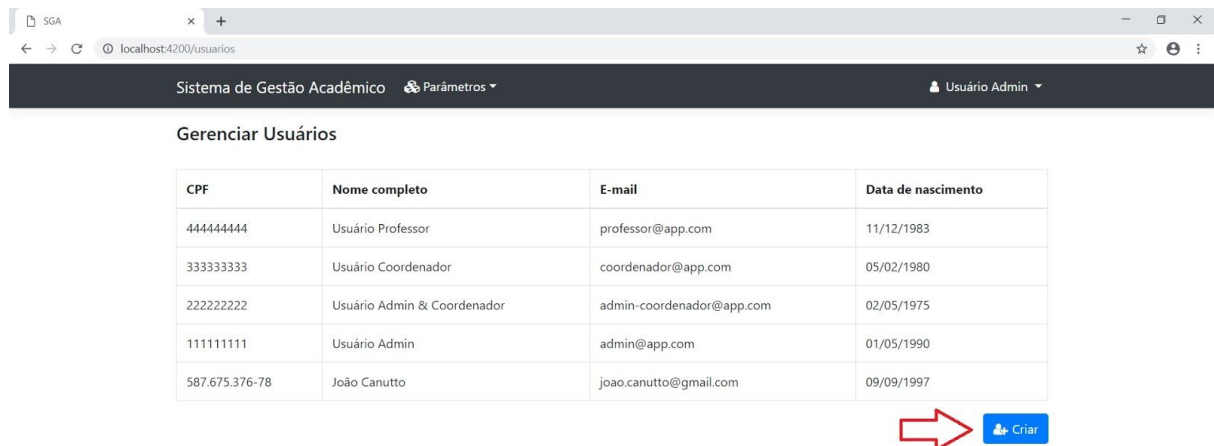 SGA
localhost:4200/usuarios
Sistema de Gestão Acadêmico Parâmetros Usuário Admin
Gerenciar Usuários
CPF Nome completo E-mail Data de nascimento
444444444 Usuário Professor professor@app.com 11/12/1983
333333333 Usuário Coordenador coordenador@app.com 05/02/1980
222222222 Usuário Admin & Coordenador admin-coordenador@app.com 02/05/1975
111111111 Usuário Admin admin@app.com 01/05/1990
587.675.376-78 João Canutto joao.canutto@gmail.com 09/09/1997
Criar